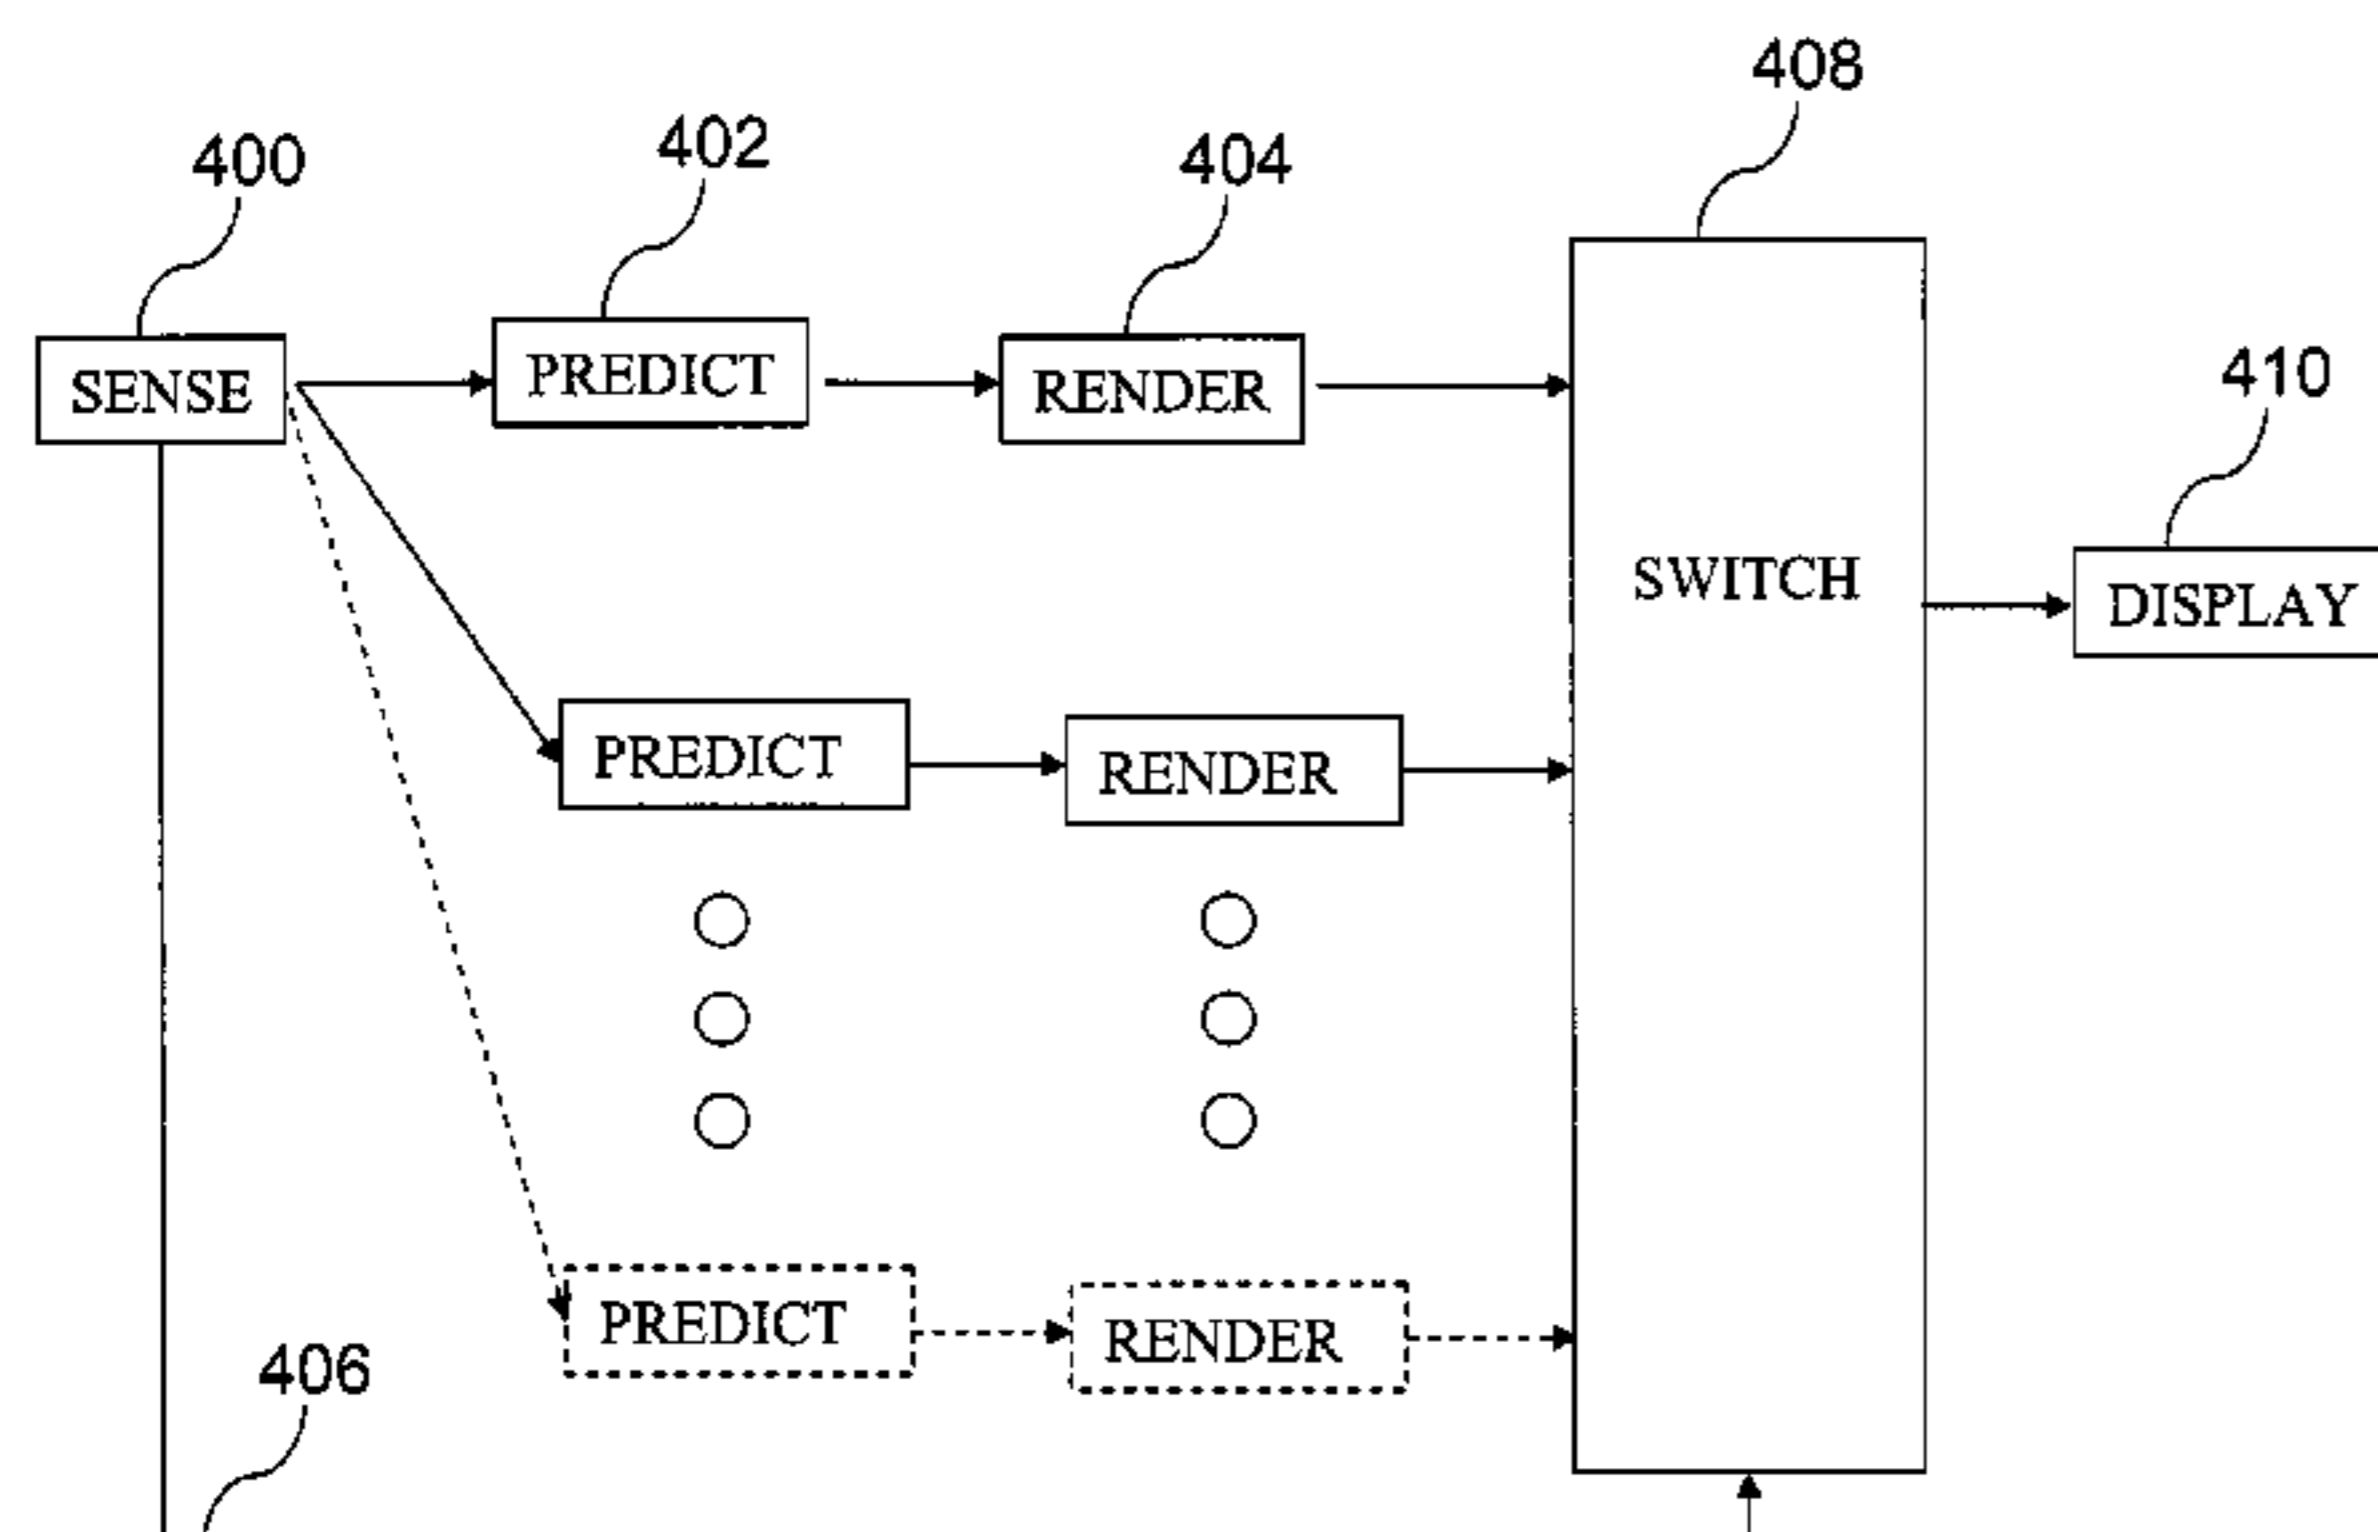 408
402
400
404
410
SENSE
PREDICT
RENDER
SWITCH
DISPLAY
PREDICT
RENDER
PREDICT
RENDER
406